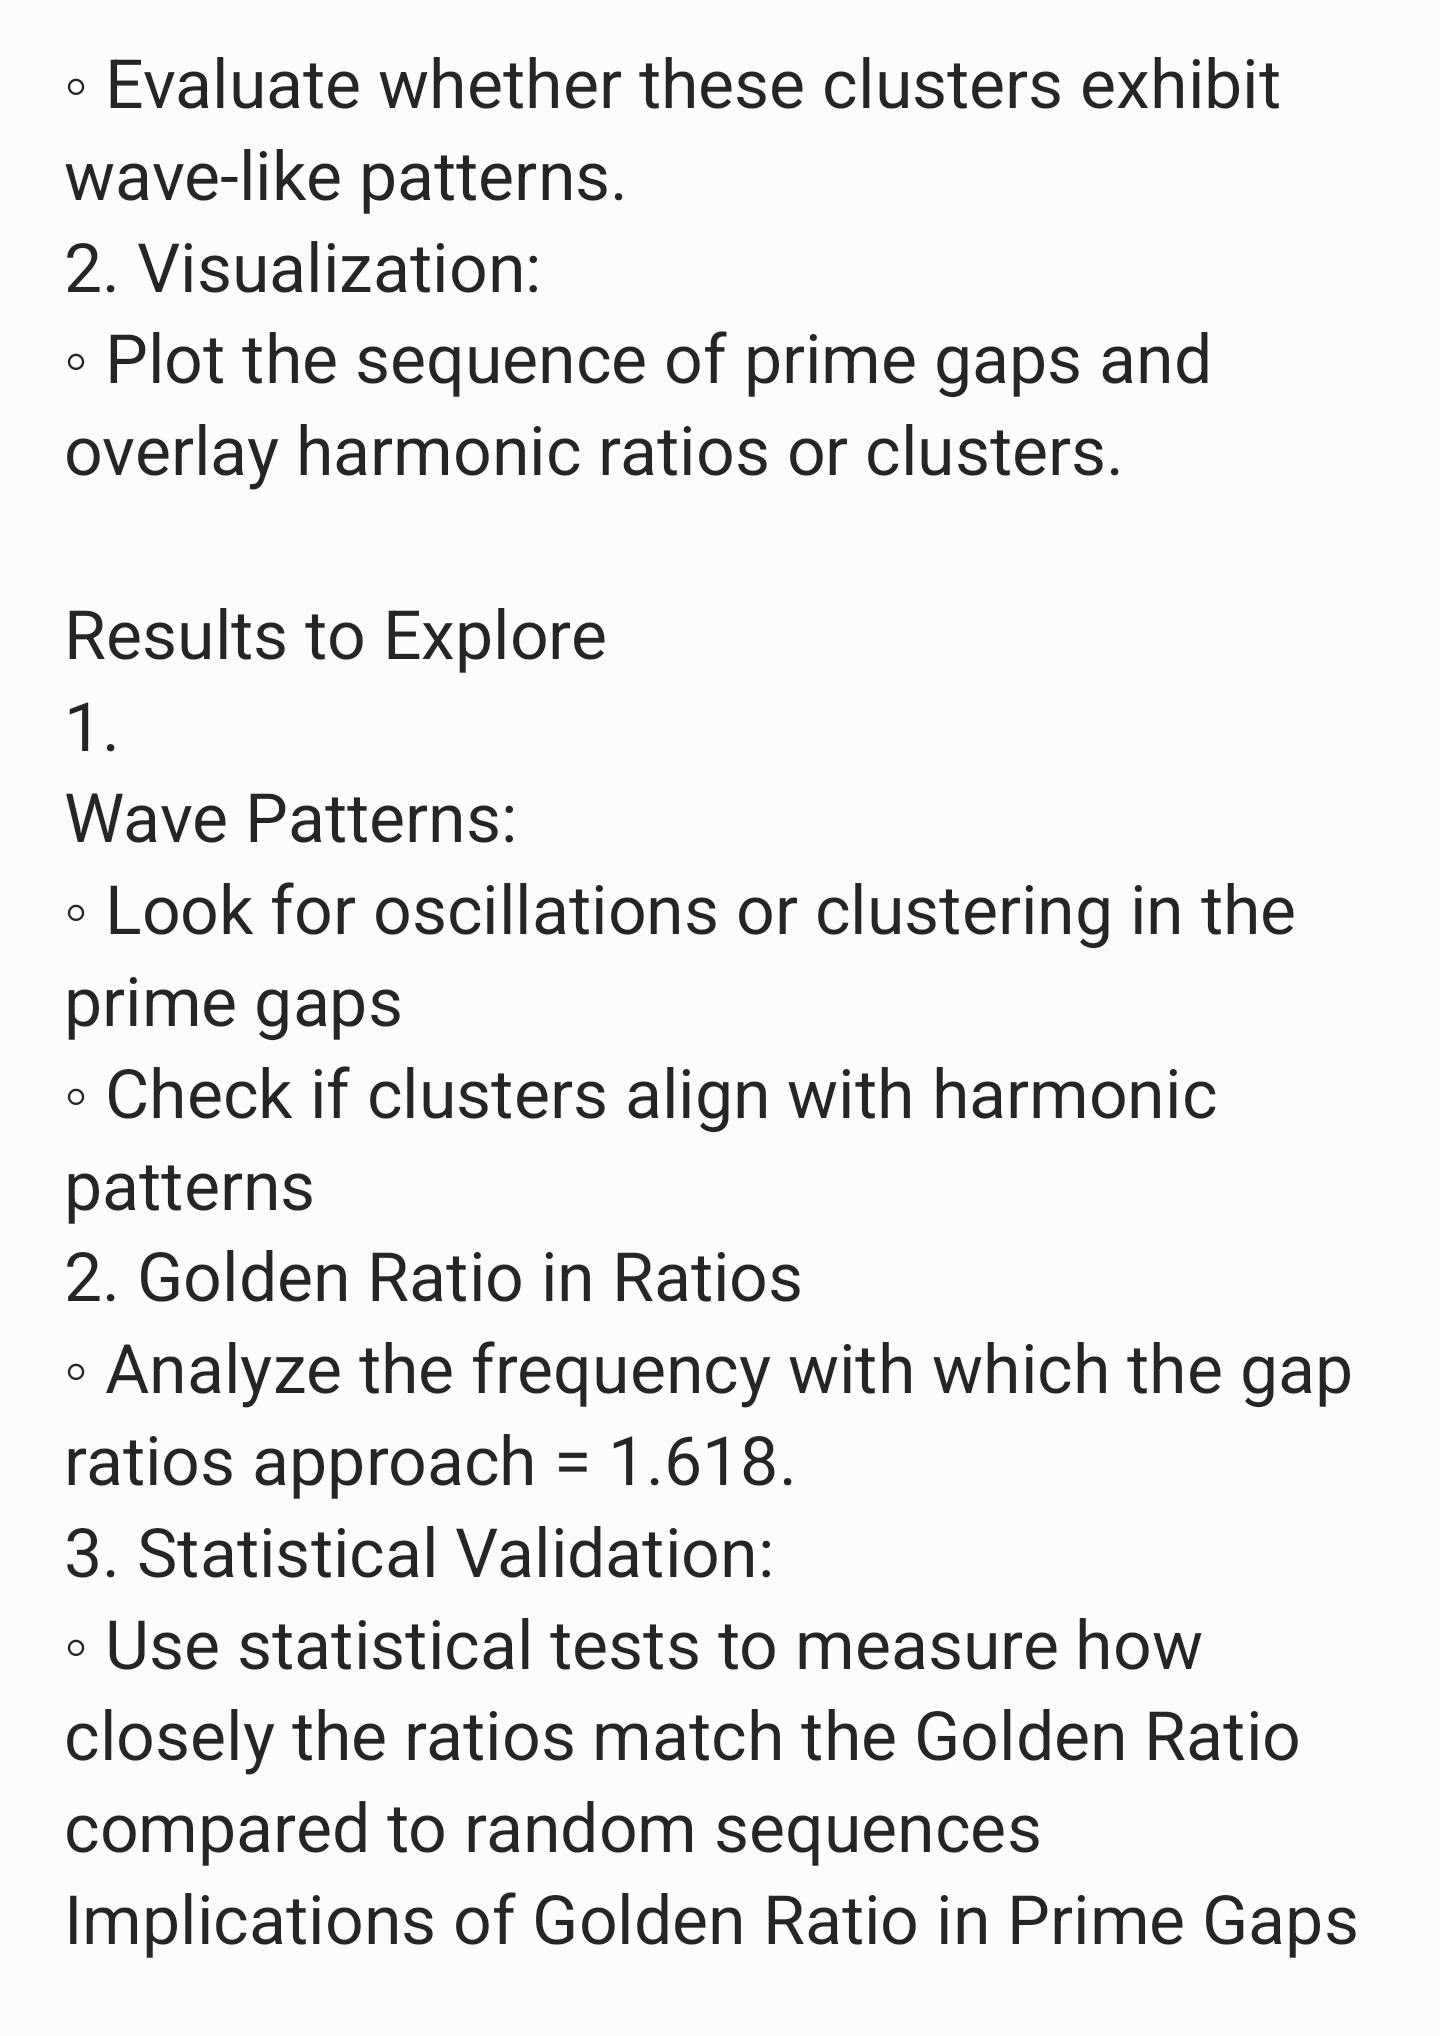 ◦ Evaluate whether these clusters exhibit
wave-like patterns.
2. Visualization:
◦ Plot the sequence of prime gaps and
overlay harmonic ratios or clusters.
Results to Explore
1.
Wave Patterns:
◦ Look for oscillations or clustering in the
prime gaps
◦ Check if clusters align with harmonic
patterns
2. Golden Ratio in Ratios
◦ Analyze the frequency with which the gap
ratios approach = 1.618.
3. Statistical Validation:
◦ Use statistical tests to measure how
closely the ratios match the Golden Ratio
compared to random sequences
Implications of Golden Ratio in Prime Gaps